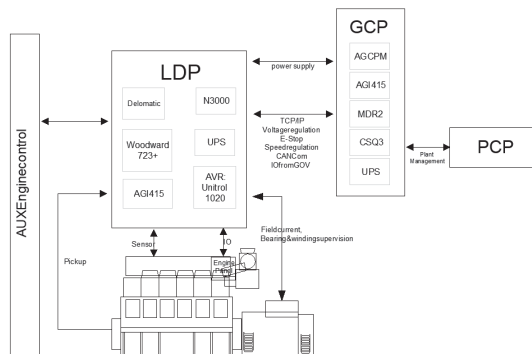 AUXEnginecontrol
LDP
Delomatic
N3000
Woodward
723+
UPS
AGI415
AVR:
Unitrol
1020
power supply
TCP/IP
Voltageregulation
E-Stop
Speedregulation
CANCom
IOfromGOV
GCP
AGCPM
AGI415
MDR2
CSQ3
UPS
Plant
Management
PCP
Pickup
Sensor
IO
Fieldcurrent,
Bearing&windingsupervision
Engine
Panel